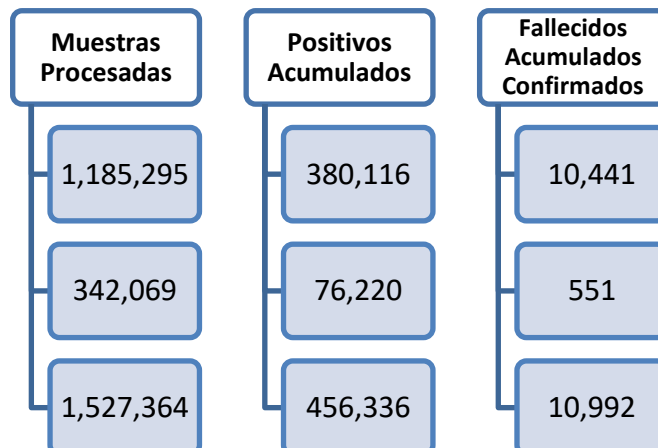 Muestras
Procesadas
1,185,295
342,069
1,527,364
Positivos
Acumulados
380,116
76,220
456,336
Fallecidos
Acumulados
Confirmados
10,441
551
10,992